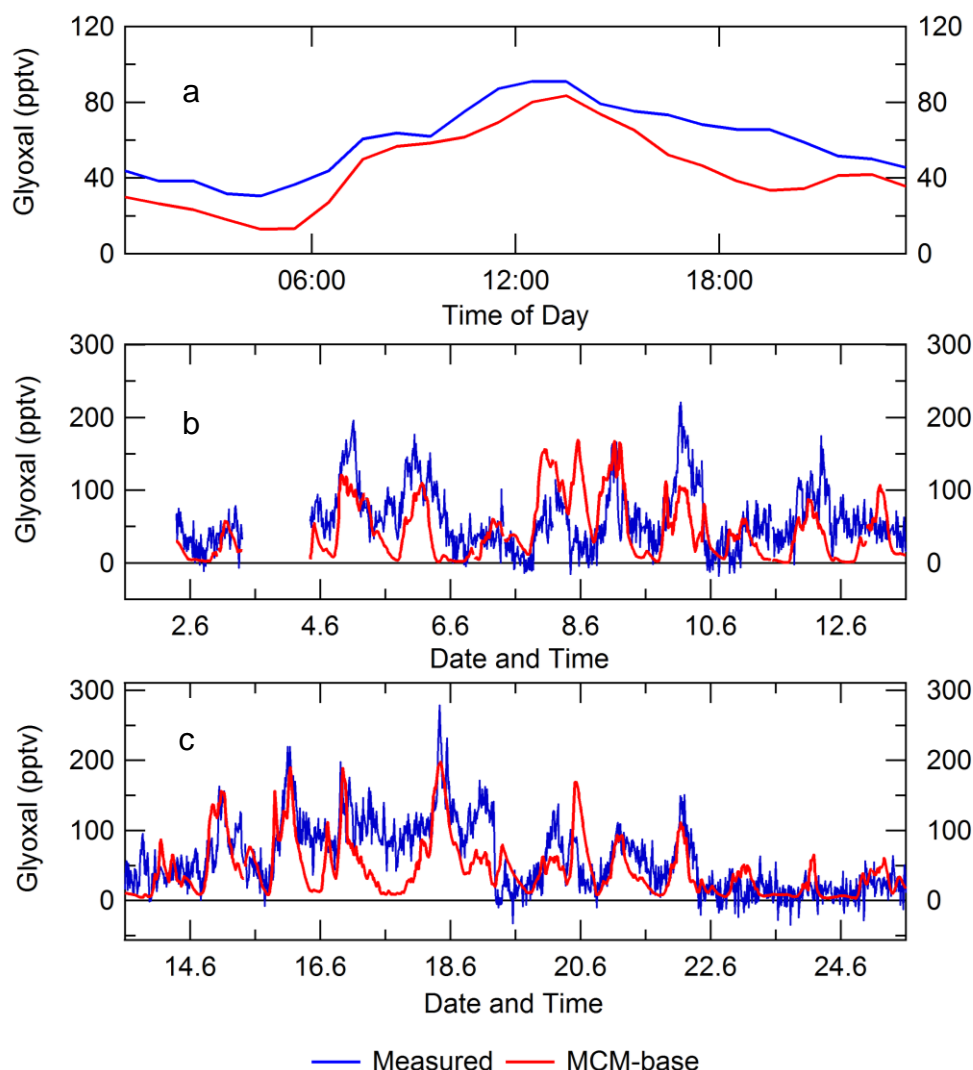 120 120
Glyoxal (pptv)
a
80 80
40 40
0 0
06:00 12:00 18:00
Time of Day
300 300
Glyoxal (pptv)
b
200 200
100 100
0 0
2.6 4.6 6.6 8.6 10.6 12.6
Date and Time
300 300
Glyoxal (pptv)
c
200 200
100 100
0 0
14.6 16.6 18.6 20.6 22.6 24.6
Date and Time
Measured MCM-base